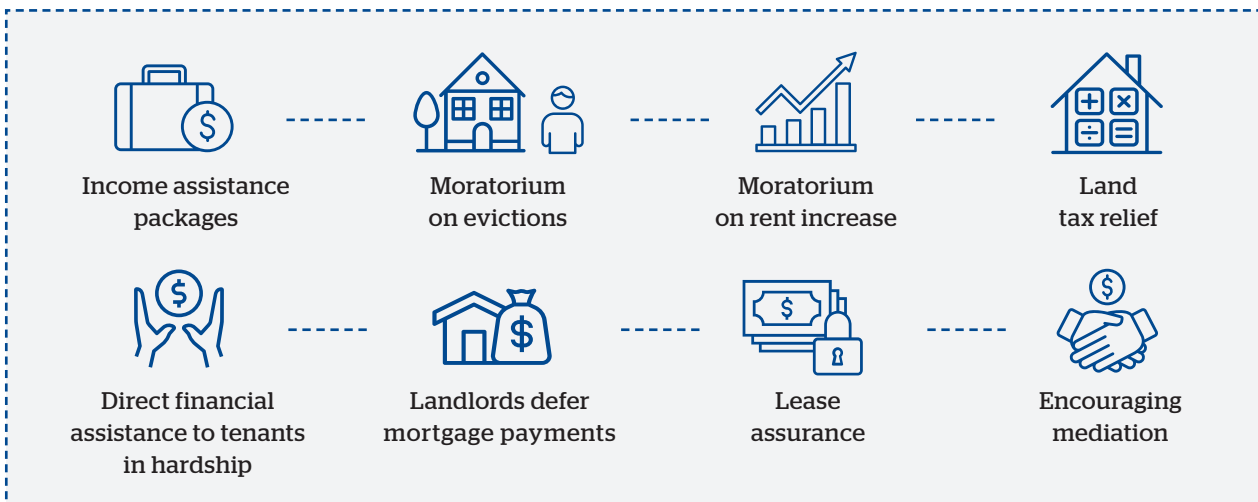 Income assistance
packages
Moratorium
on evictions
Moratorium
on rent increase
Land
tax relief
Direct financial
assistance to tenants
in hardship
Landlords defer
mortgage payments
Lease
assurance
Encouraging
mediation